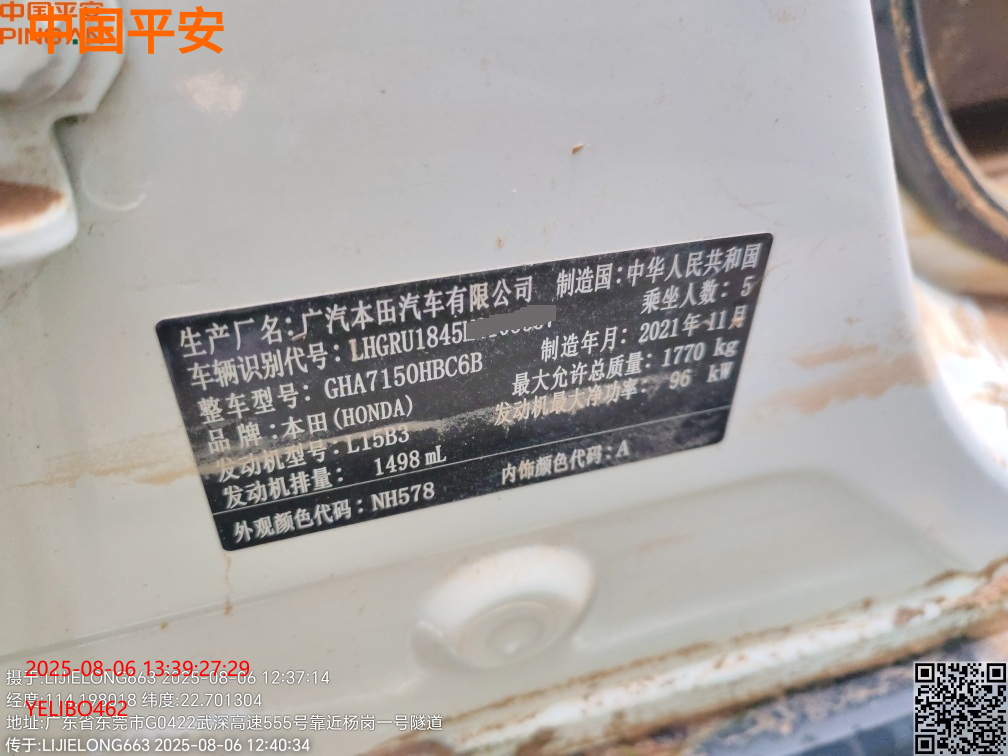 中国平安
PING AN
中国平安
生产厂名:广汽本田汽车有限公司 制造国:中华人民共和国
车辆识别代号:LHGRU1845 乘坐人数:5
整车型号:GHA7150HBC6B 制造年月:2021年11月
品牌:本田(HONDA) 最大允许总质量:1770 kg
发动机型号:L15B3 发动机最大净功率:96 kW
发动机排量:1498 mL
外观颜色代码:NH578 内饰颜色代码:A
2025-08-06 13:39:27:29
摄于:LIJIELONG663 2025-08-06 12:37:14
经度:114.198018 纬度:22.701304
YELIBO462
地址:广东省东莞市G0422武深高速555号靠近杨岗一号隧道
传于:LIJIELONG663 2025-08-06 12:40:34